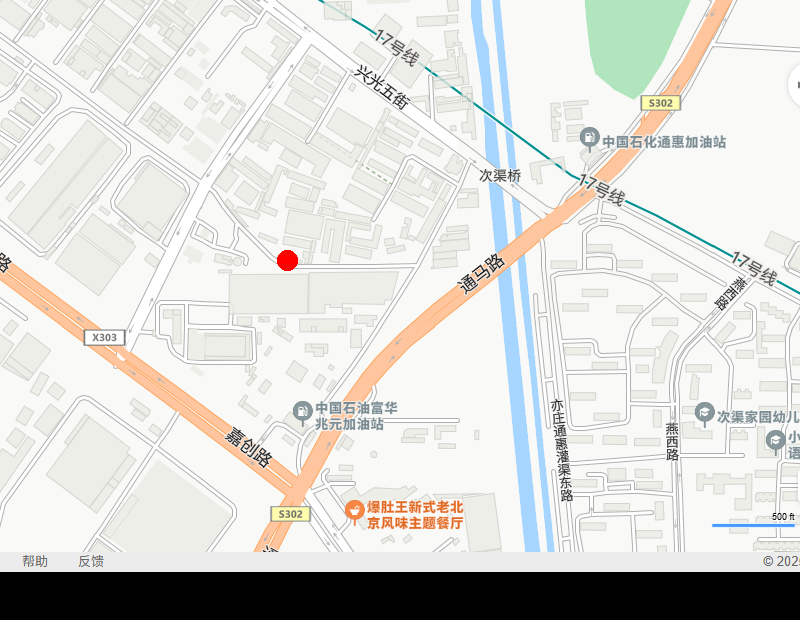 17号线
兴光五街
S302
中国石化通惠加油站
次渠桥
17号线
17号线
路
通马路
燕西路
X303
亦庄通惠灌渠东路
中国石油富华
兆元加油站
次渠家园幼儿
燕西路
嘉创路
小
语
爆肚王新式老北
京风味主题餐厅
S302
500 ft
帮助
反馈